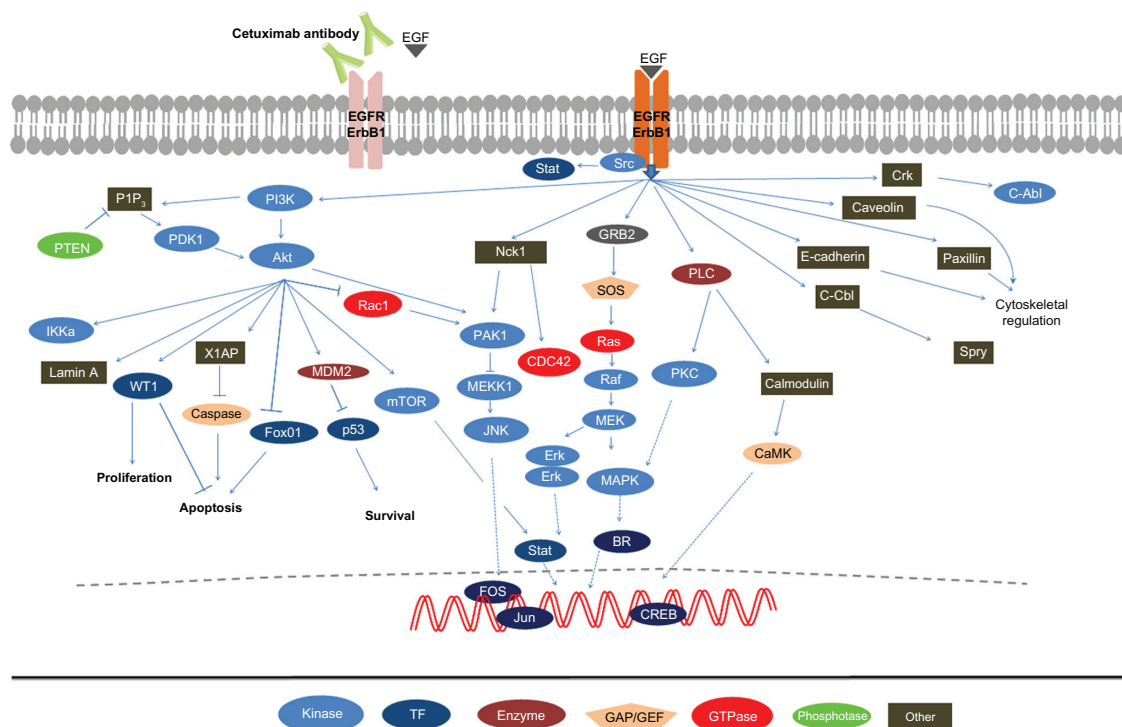 Cetuximab antibody
EGF
EGF
EGFR
ErbB1
EGFR
ErbB1
Stat
Src
Crk
C-Abl
P1P3
PI3K
Caveolin
PTEN
PDK1
Akt
Nck1
GRB2
E-cadherin
Paxillin
PLC
C-Cbl
SOS
Rac1
Cytoskeletal
regulation
IKKa
PAK1
Ras
Spry
X1AP
CDC42
Lamin A
MDM2
PKC
Raf
WT1
MEKK1
Calmodulin
mTOR
Caspase
MEK
Fox01
p53
JNK
Erk
CaMK
Proliferation
Erk
MAPK
Apoptosis
Survival
Stat
BR
FOS
Jun
CREB
Kinase
TF
Enzyme
GAP/GEF
GTPase
Phosphotase
Other